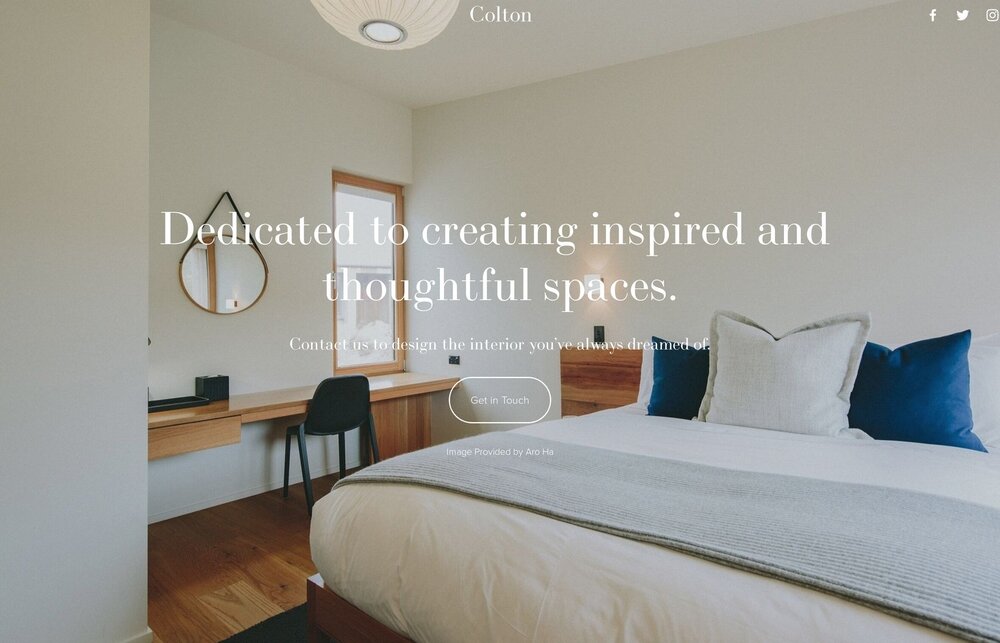 Colton
Dedicated to creating inspired and
thoughtful spaces.
Contact us to design the interior you’ve always dreamed of.
Get in Touch
Image Provided by Aro Ha